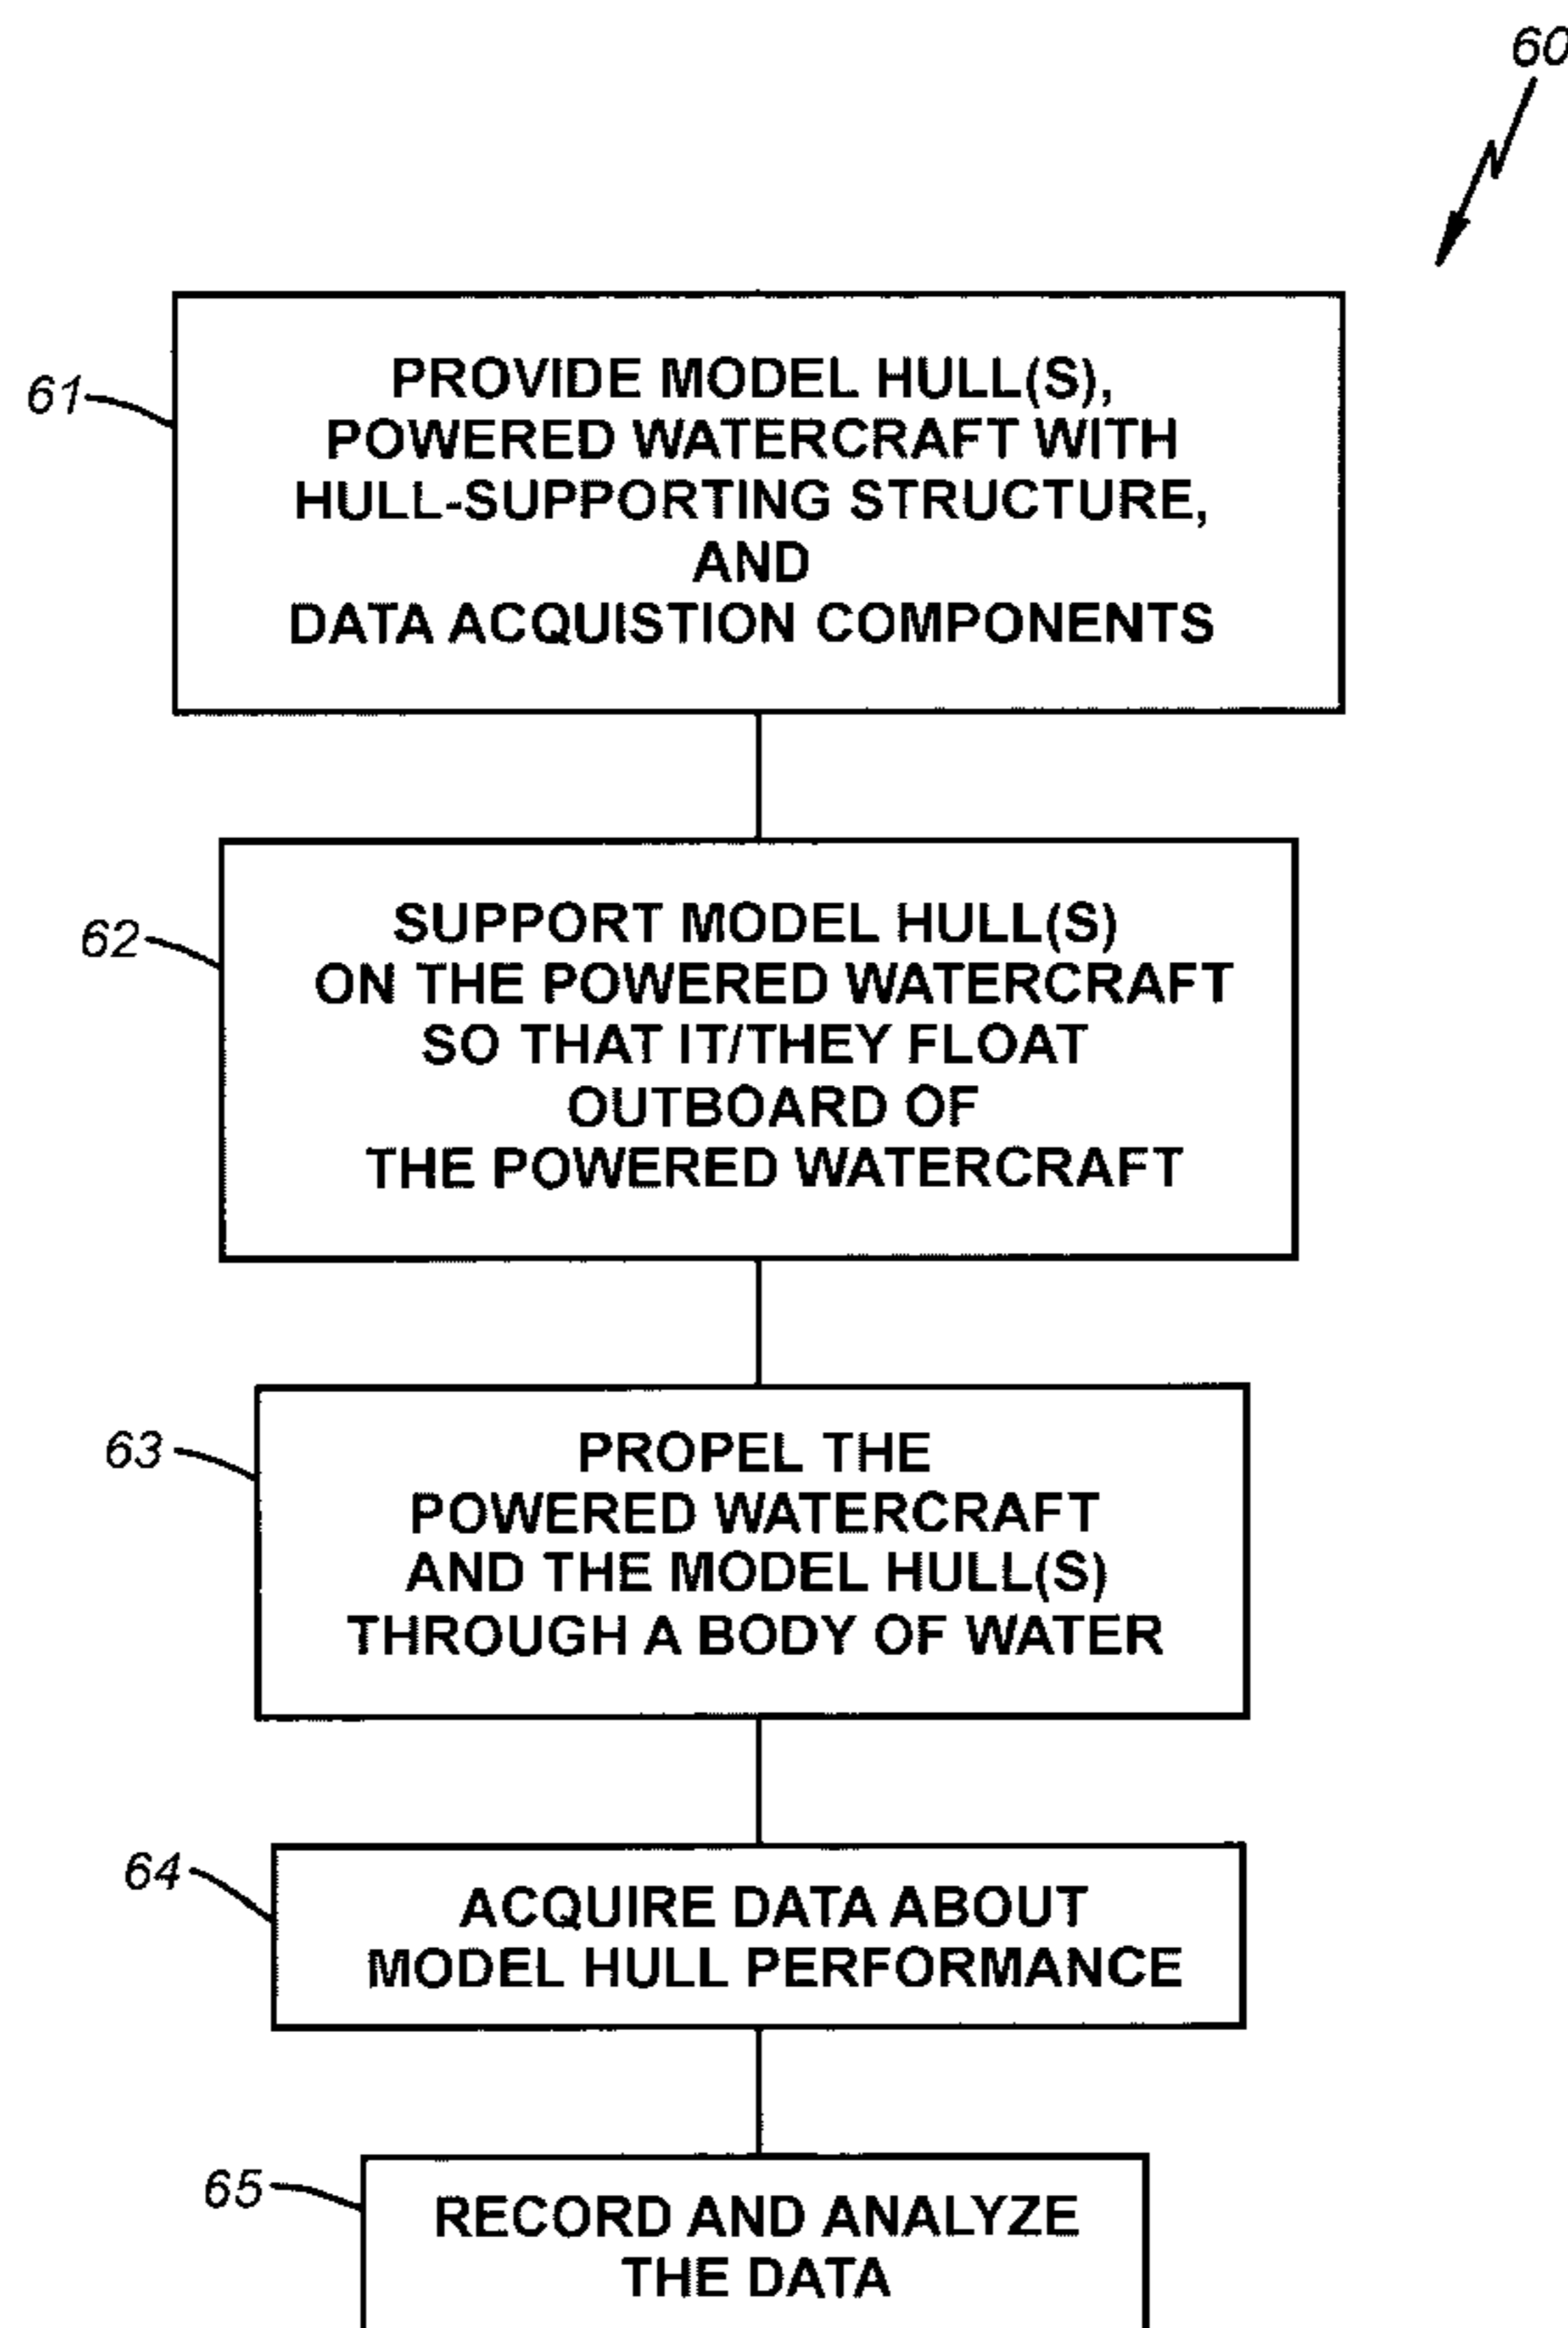 60
61
PROVIDE MODEL HULL(S),
POWERED WATERCRAFT WITH
HULL-SUPPORTING STRUCTURE,
AND
DATA ACQUISTION COMPONENTS
62
SUPPORT MODEL HULL(S)
ON THE POWERED WATERCRAFT
SO THAT IT/THEY FLOAT
OUTBOARD OF
THE POWERED WATERCRAFT
63
PROPEL THE
POWERED WATERCRAFT
AND THE MODEL HULL(S)
THROUGH A BODY OF WATER
64
ACQUIRE DATA ABOUT
MODEL HULL PERFORMANCE
65
RECORD AND ANALYZE
THE DATA